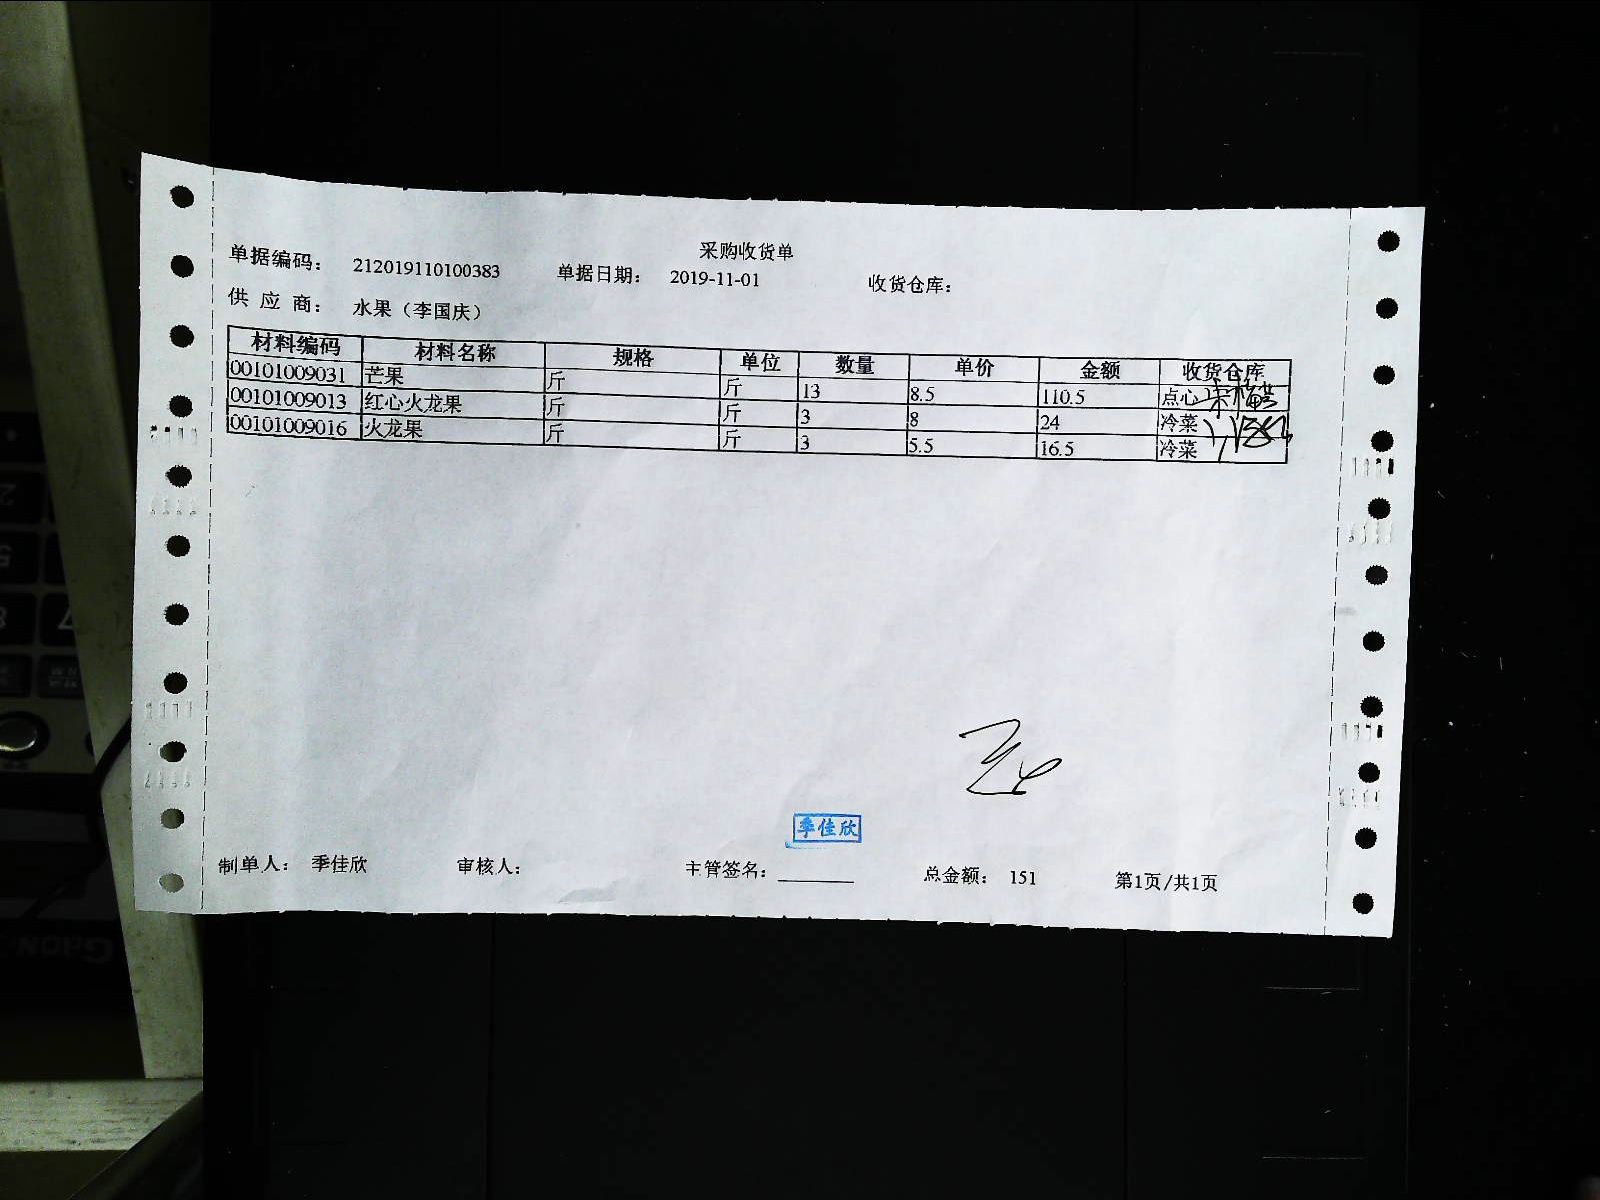 采购收货单
单据编码： 212019110100383 单据日期： 2019-11-01 收货仓库：
供 应 商： 水果（李国庆）
材料编码 材料名称 规格 单位 数量 单价 金额 收货仓库
00101009031 芒果 斤 斤 13 8.5 110.5 点心
00101009013 红心火龙果 斤 斤 3 8 24 冷菜
00101009016 火龙果 斤 斤 3 5.5 16.5 冷菜
季佳欣
制单人： 季佳欣 审核人： 主管签名：________ 总金额： 151 第1页/共1页